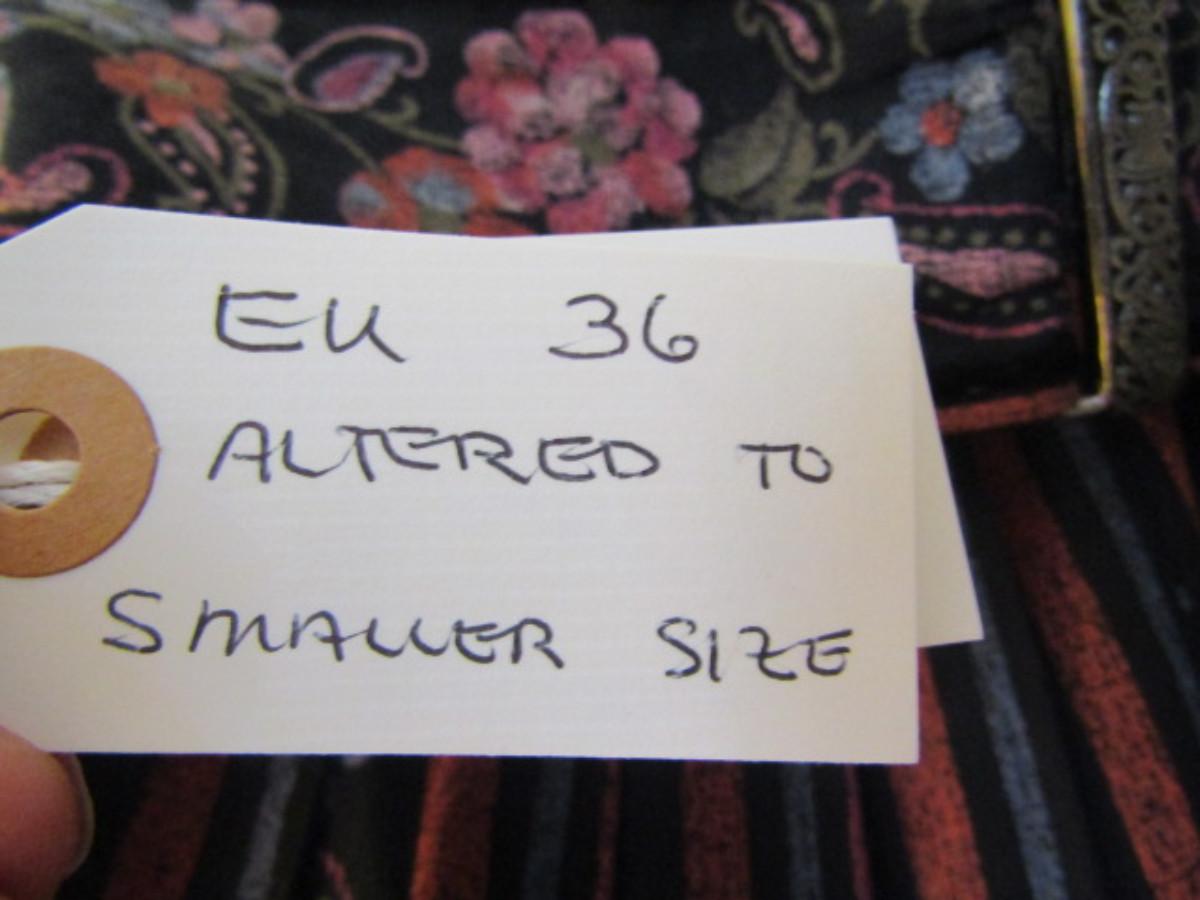 EU 36
ALTERED TO
SMALLER SIZE